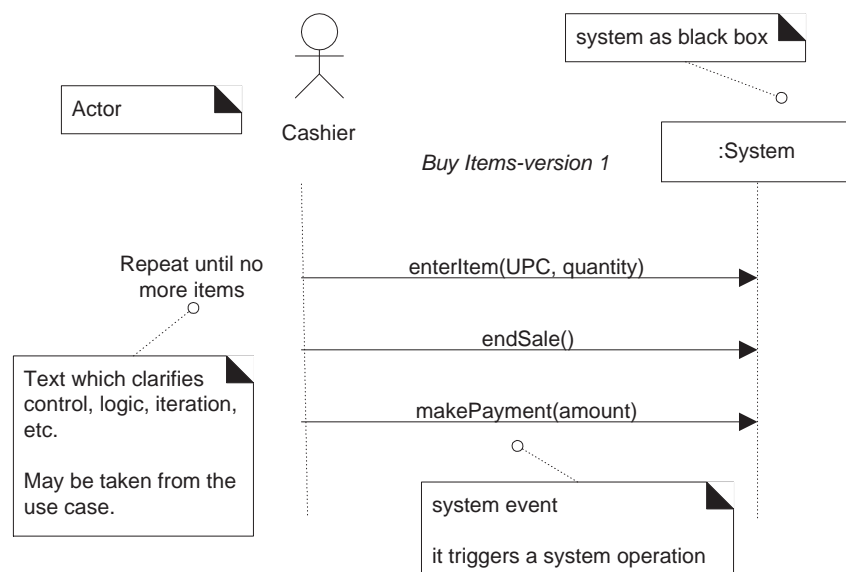 system as black box
Actor
Cashier
Buy Items-version 1
:System
Repeat until no
more items
enterItem(UPC, quantity)
endSale()
Text which clarifies
control, logic, iteration,
etc.
May be taken from the
use case.
makePayment(amount)
system event
it triggers a system operation